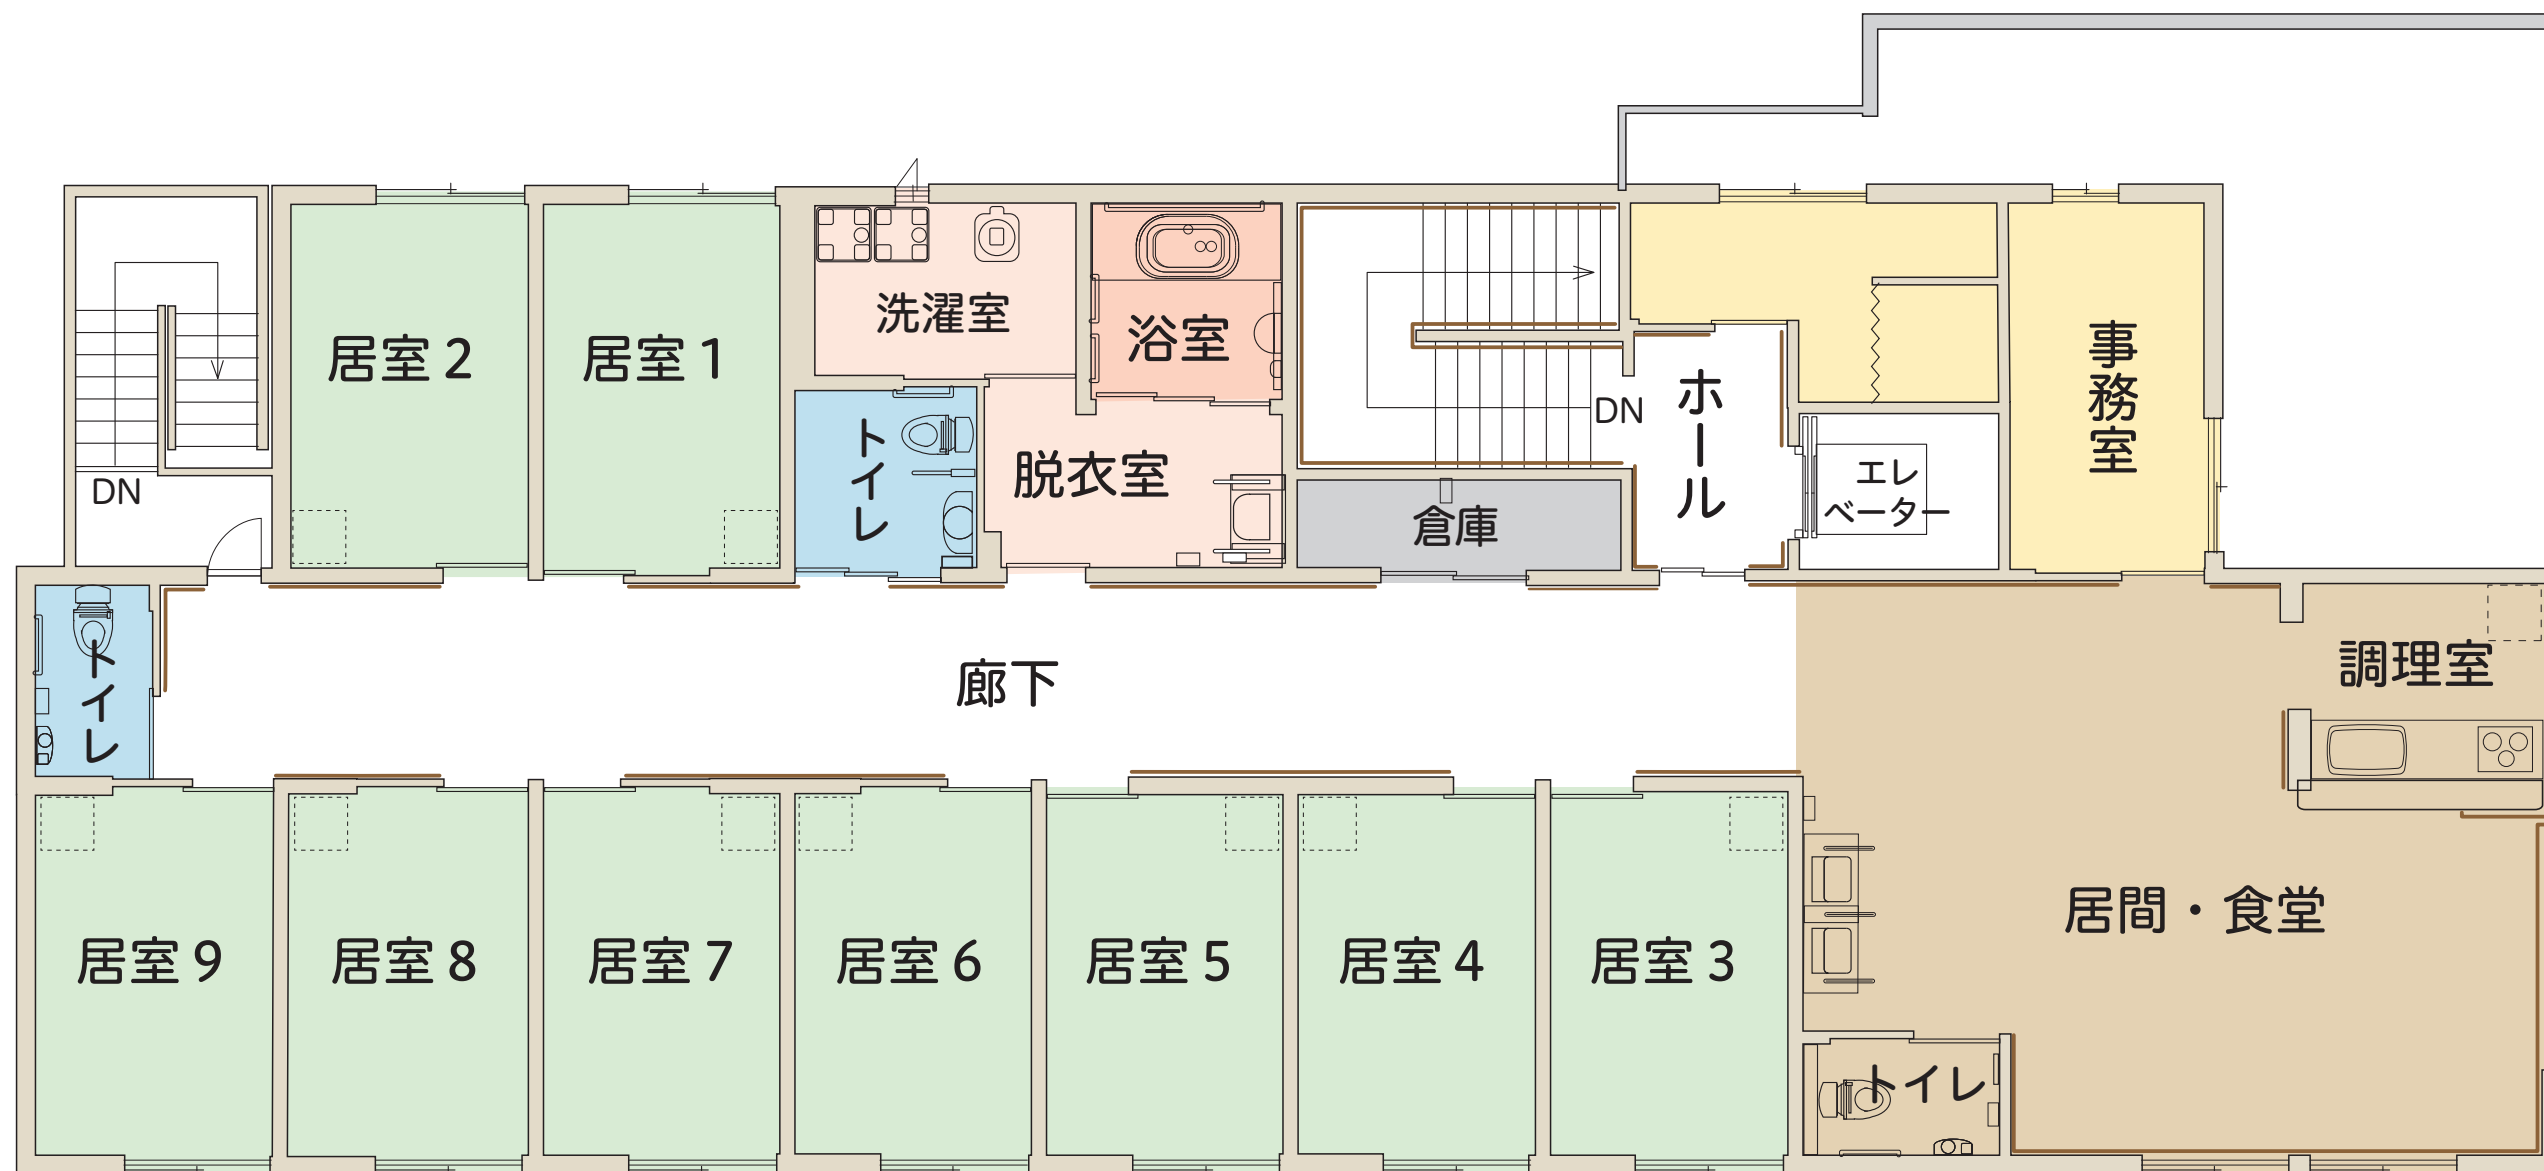 居室 2
居室 1
洗濯室
浴室
事務室
ホール
DN
トイレ
脱衣室
エレ
ベーター
DN
倉庫
トイレ
廊下
調理室
居室 9
居室 8
居室 7
居室 6
居室 5
居室 4
居室 3
居間・食堂
トイレ